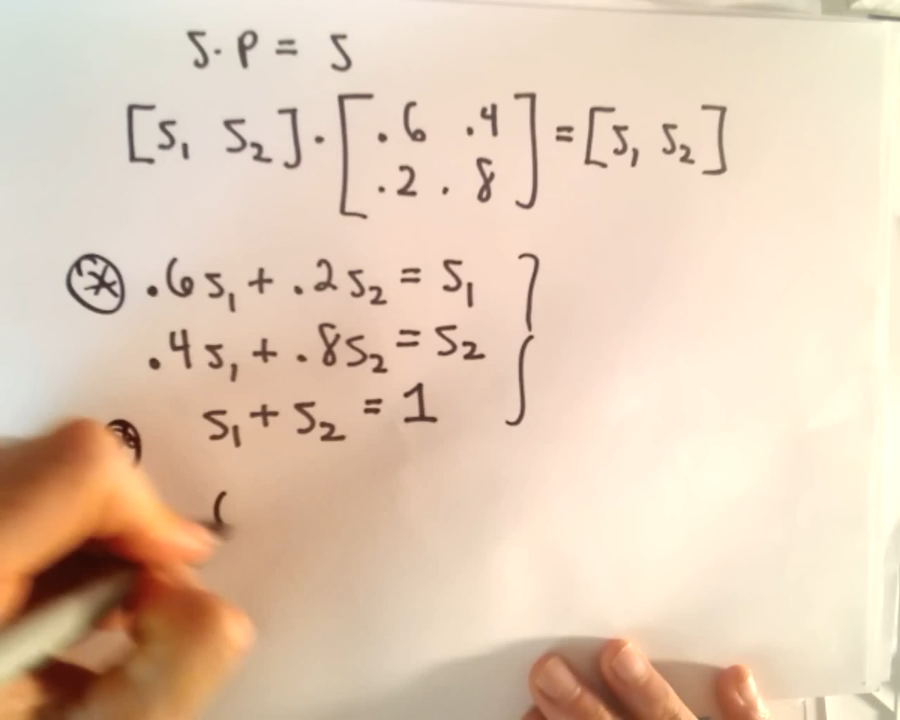 S · P = S
[S₁ S₂] · [.6 .4
.2 .8] = [S₁ S₂]
.6S₁ + .2S₂ = S₁
.4S₁ + .8S₂ = S₂
S₁ + S₂ = 1
(